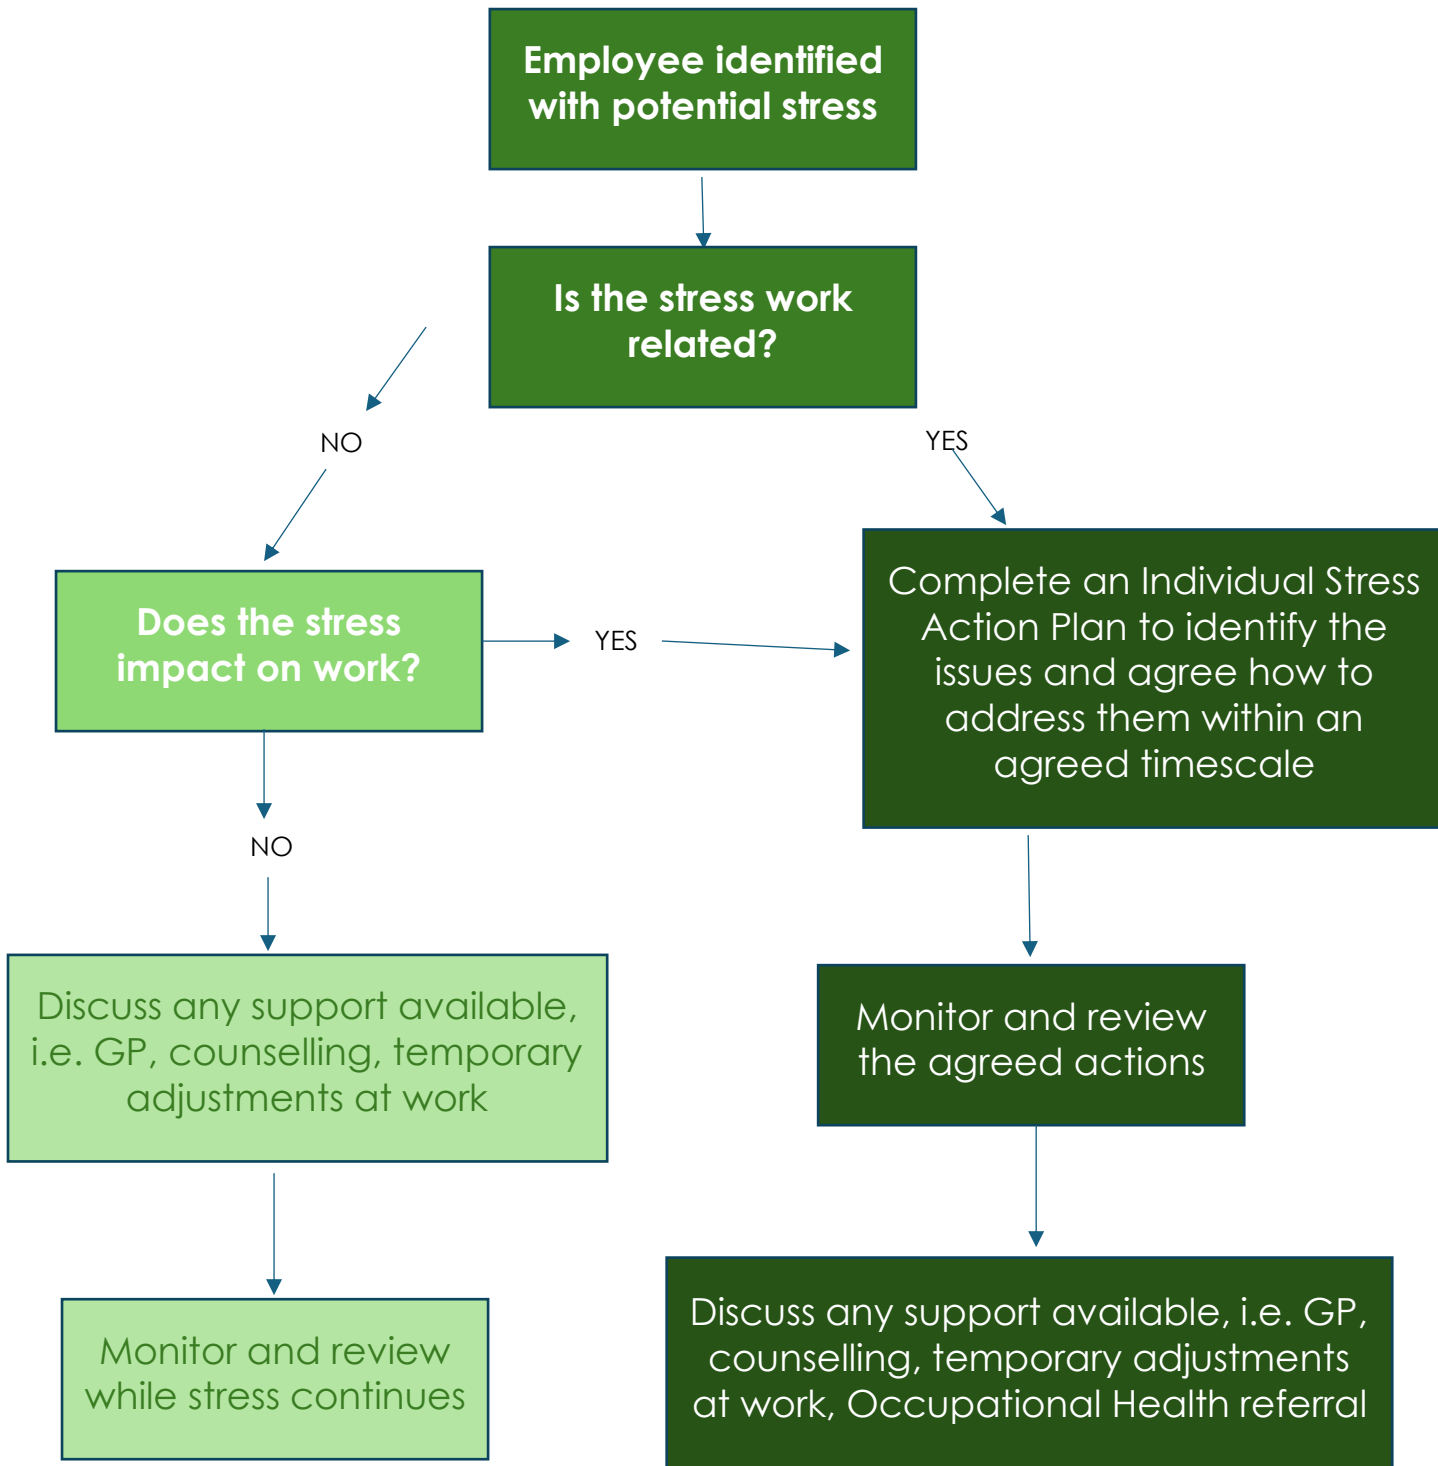 Employee identified
with potential stress
Is the stress work
related?
NO
YES
Does the stress
impact on work?
YES
Complete an Individual Stress
Action Plan to identify the
issues and agree how to
address them within an
agreed timescale
NO
Discuss any support available,
i.e. GP, counselling, temporary
adjustments at work
Monitor and review
the agreed actions
Monitor and review
while stress continues
Discuss any support available, i.e. GP,
counselling, temporary adjustments
at work, Occupational Health referral